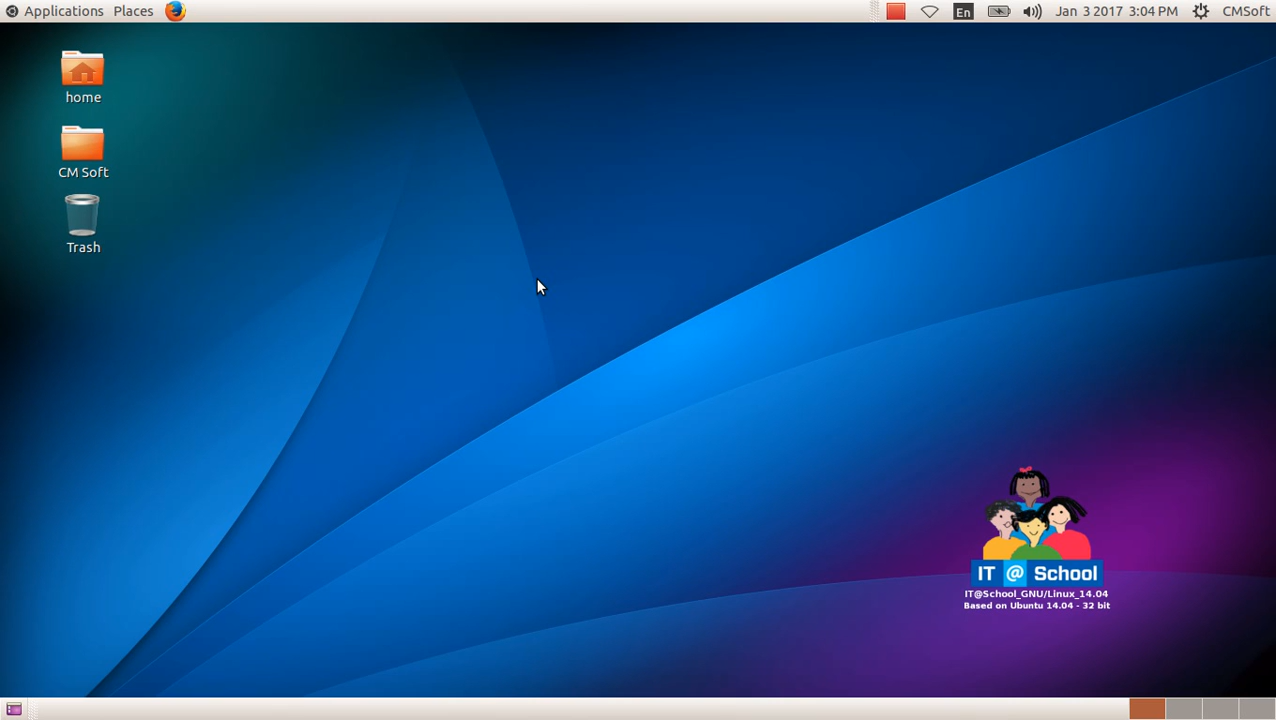 Applications Places En Jan 3 2017 3:04 PM CMSoft
home
CM Soft
Trash
IT @ School
IT@School_GNU/Linux_14.04
Based on Ubuntu 14.04 - 32 bit